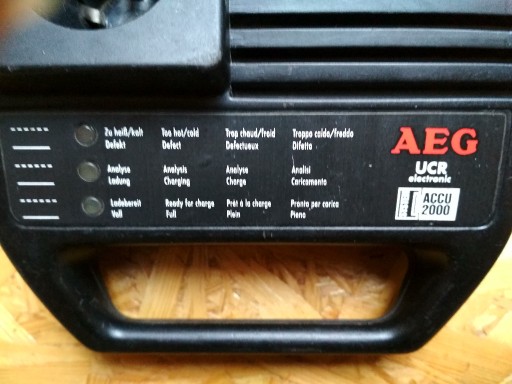 Zu heiß/kalt Too hot/cold Trop chaud/froid Troppo caldo/freddo
Defekt Defect Defectueux Difetto
Analyse Analysis Analyse Analisi
Ladung Charging Charge Caricamento
Ladebereit Ready for charge Prêt à la charge Pronto per carica
Voll Full Plein Pieno
AEG
UCR
electronic
ACCU
2000